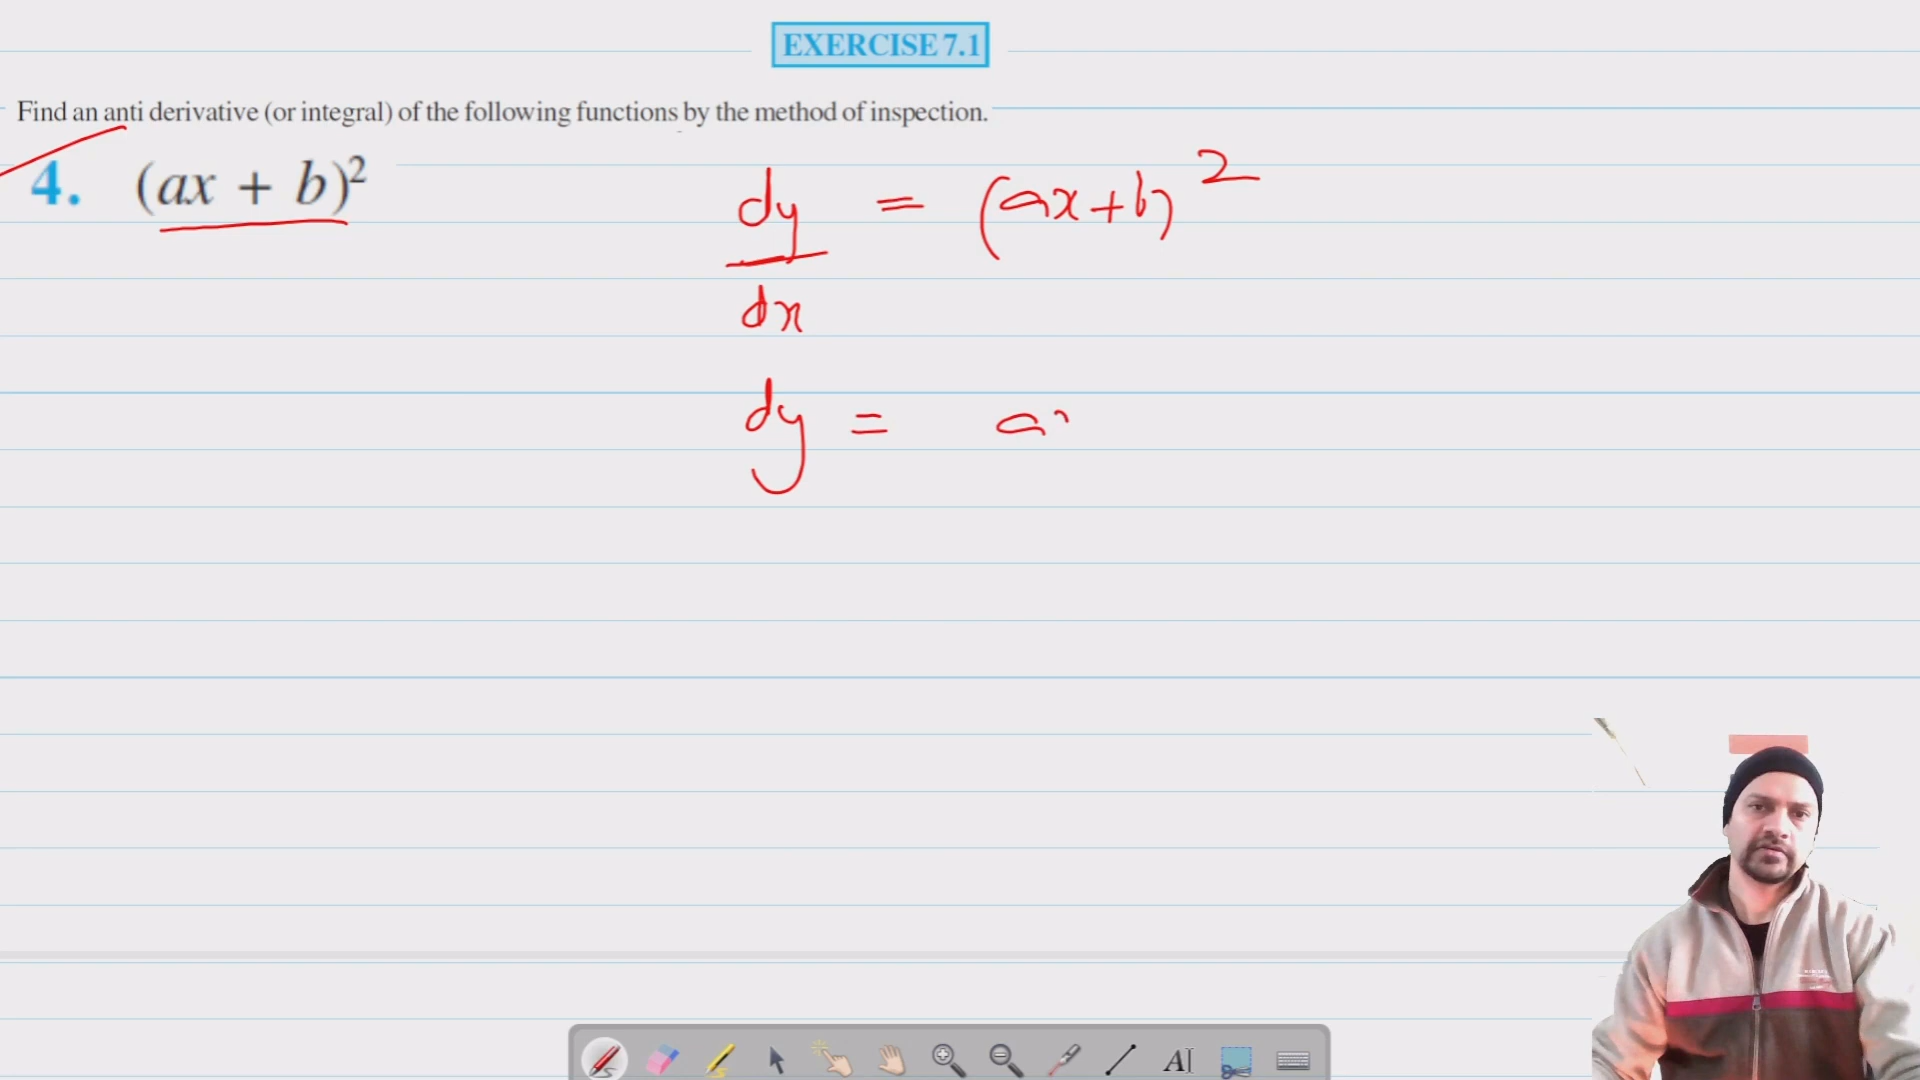 EXERCISE 7.1
Find an anti derivative (or integral) of the following functions by the method of inspection.
4. (ax + b)²
dy/dx = (ax+b)²
dy = a
AI